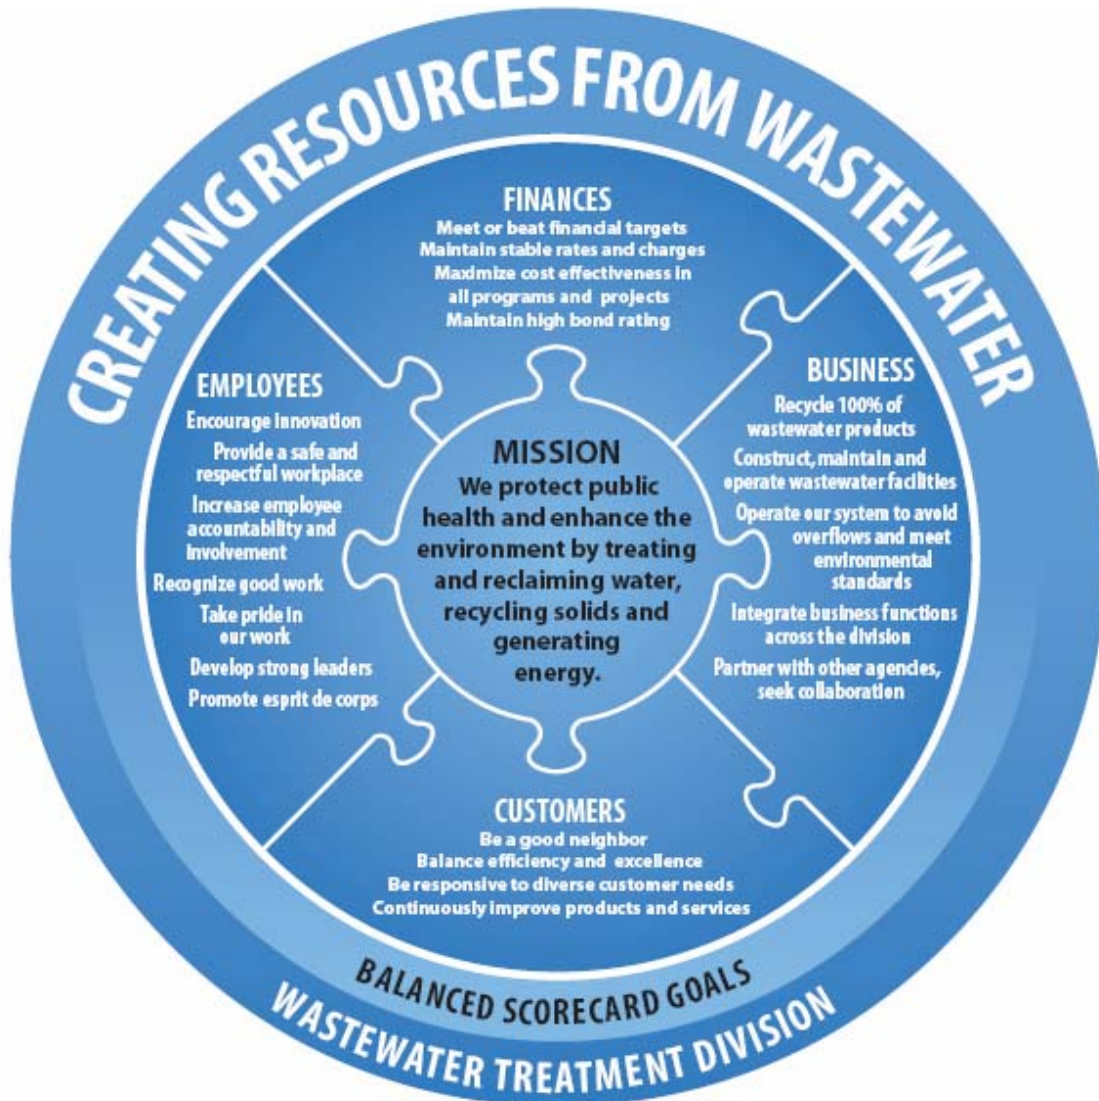 CREATING RESOURCES FROM WASTEWATER
FINANCES
Meet or beat financial targets
Maintain stable rates and charges
Maximize cost effectiveness in
all programs and projects
Maintain high bond rating
EMPLOYEES
Encourage innovation
Provide a safe and
respectful workplace
Increase employee
accountability and
involvement
Recognize good work
Take pride in
our work
Develop strong leaders
Promote esprit de corps
MISSION
We protect public
health and enhance the
environment by treating
and reclaiming water,
recycling solids and
generating
energy.
BUSINESS
Recycle 100% of
wastewater products
Construct, maintain and
operate wastewater facilities
Operate our system to avoid
overflows and meet
environmental
standards
Integrate business functions
across the division
Partner with other agencies,
seek collaboration
CUSTOMERS
Be a good neighbor
Balance efficiency and excellence
Be responsive to diverse customer needs
Continuously improve products and services
BALANCED SCORECARD GOALS
WASTEWATER TREATMENT DIVISION